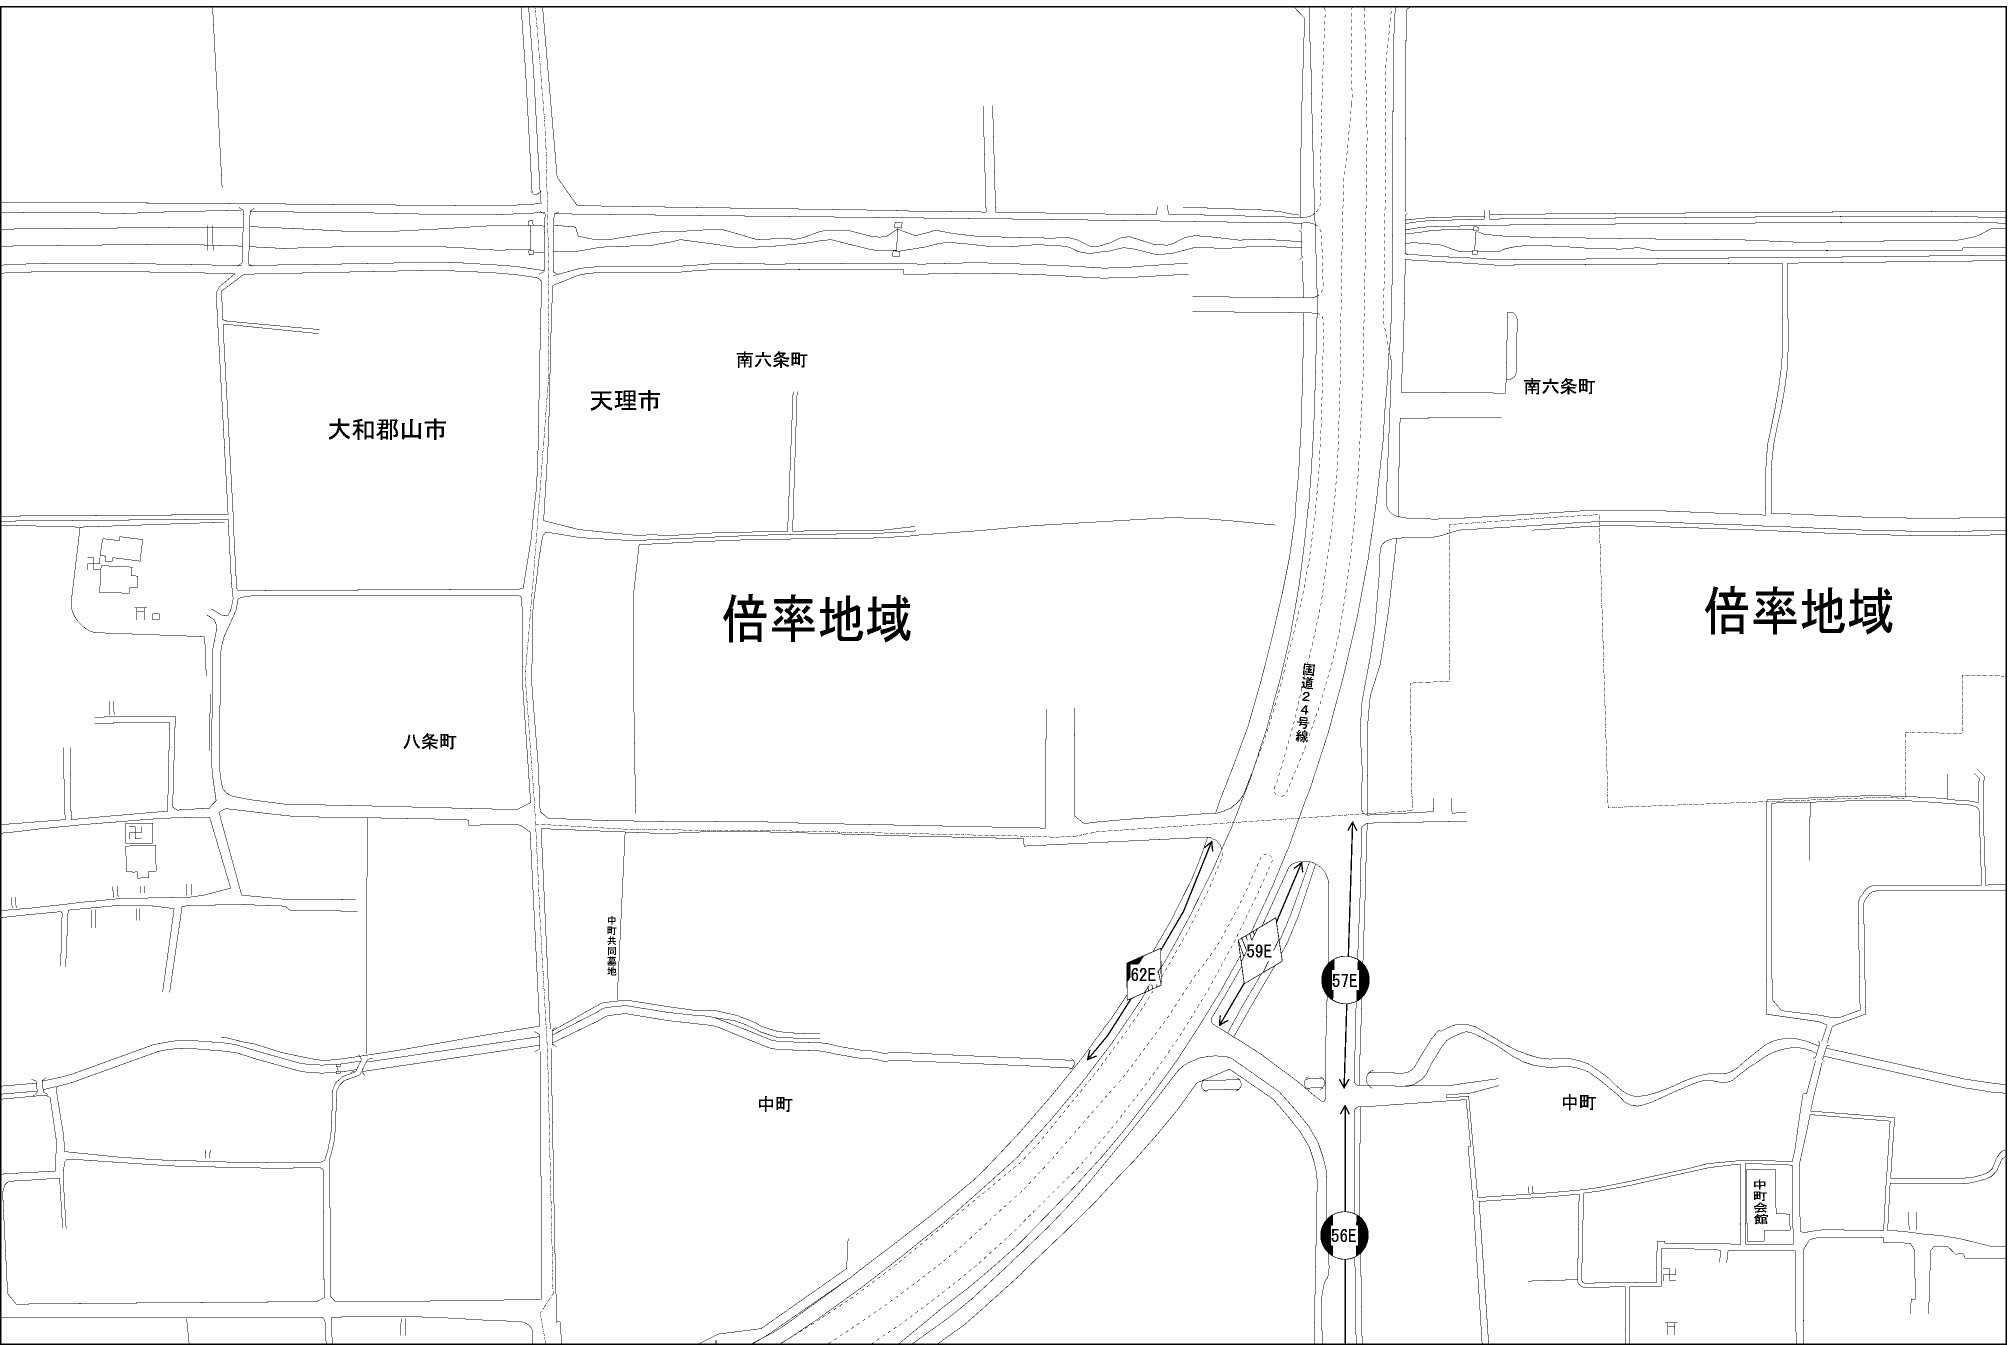 南六条町
天理市
大和郡山市
南六条町
倍率地域
倍率地域
国道24号線
八条町
中町共同墓地
62E
59E
57E
中町
中町
中町会館
56E